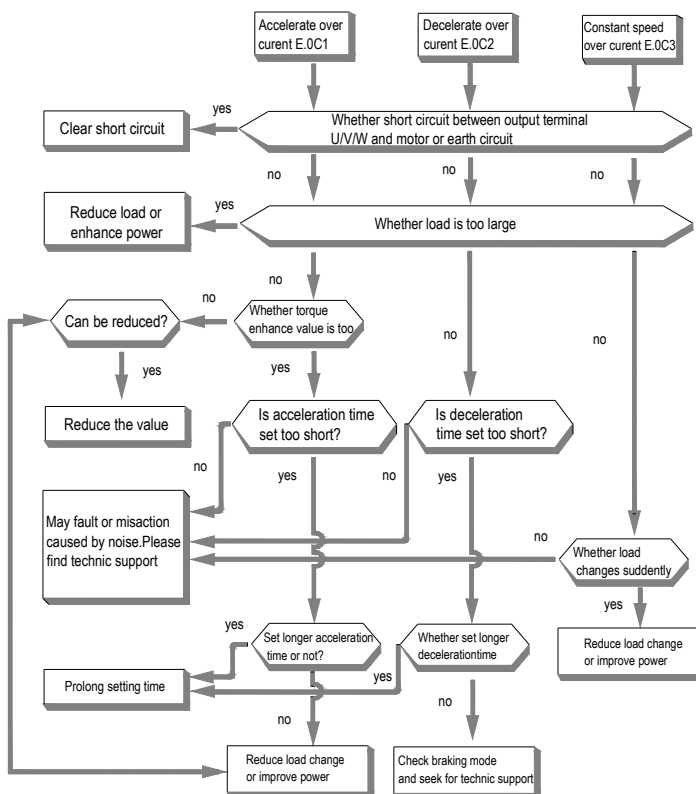 Accelerate over
curent E.0C1
Decelerate over
curent E.0C2
Constant speed
over curent E.0C3
yes
Clear short circuit
Whether short circuit between output terminal
U/V/W and motor or earth circuit
no
no
no
yes
Reduce load or
enhance power
Whether load is too large
no
no
no
no
Can be reduced?
Whether torque
enhance value is too
yes
yes
Reduce the value
Is acceleration time
set too short?
Is deceleration
time set too short?
no
yes
no
yes
May fault or misaction
caused by noise.Please
find technic support
no
Whether load
changes suddently
yes
yes
Set longer acceleration
time or not?
Whether set longer
decelerationtime
Reduce load change
or improve power
Prolong setting time
yes
no
no
Reduce load change
or improve power
Check braking mode
and seek for technic support